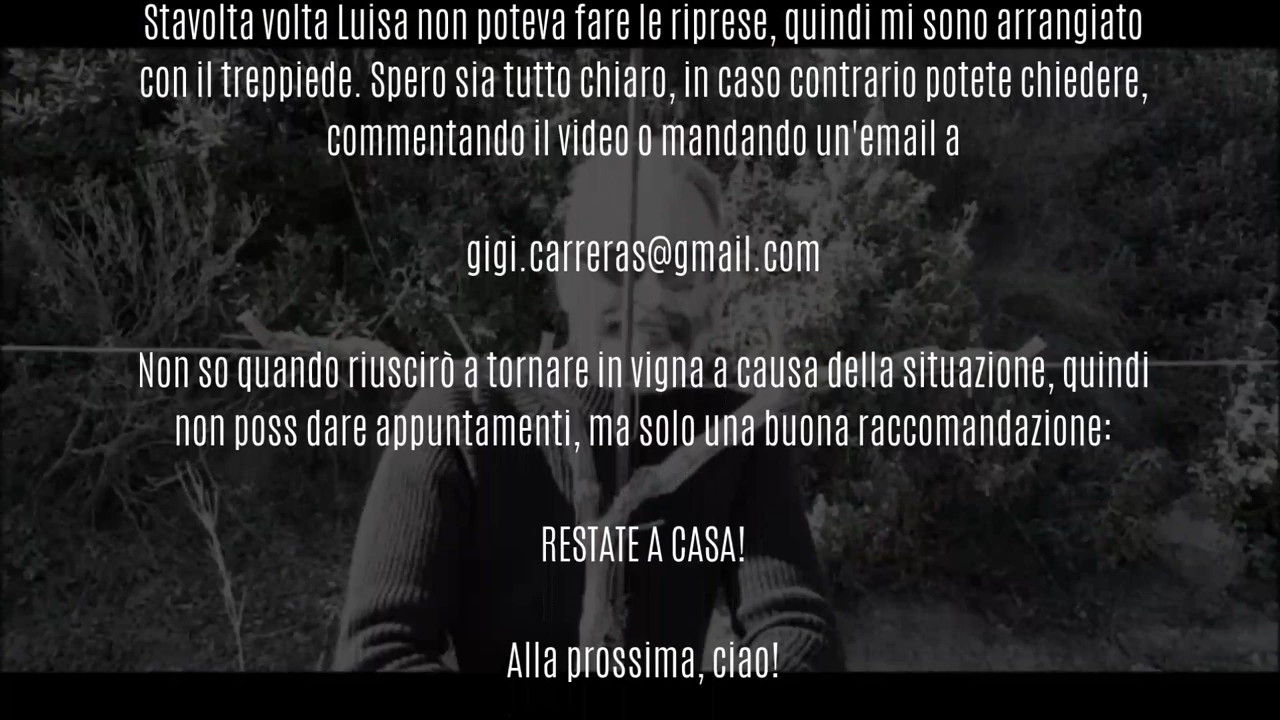 Stavolta volta Luisa non poteva fare le riprese, quindi mi sono arrangiato
con il treppiede. Spero sia tutto chiaro, in caso contrario potete chiedere,
commentando il video o mandando un'email a
gigi.carreras@gmail.com
Non so quando riuscirò a tornare in vigna a causa della situazione, quindi
non poss dare appuntamenti, ma solo una buona raccomandazione:
RESTATE A CASA!
Alla prossima, ciao!